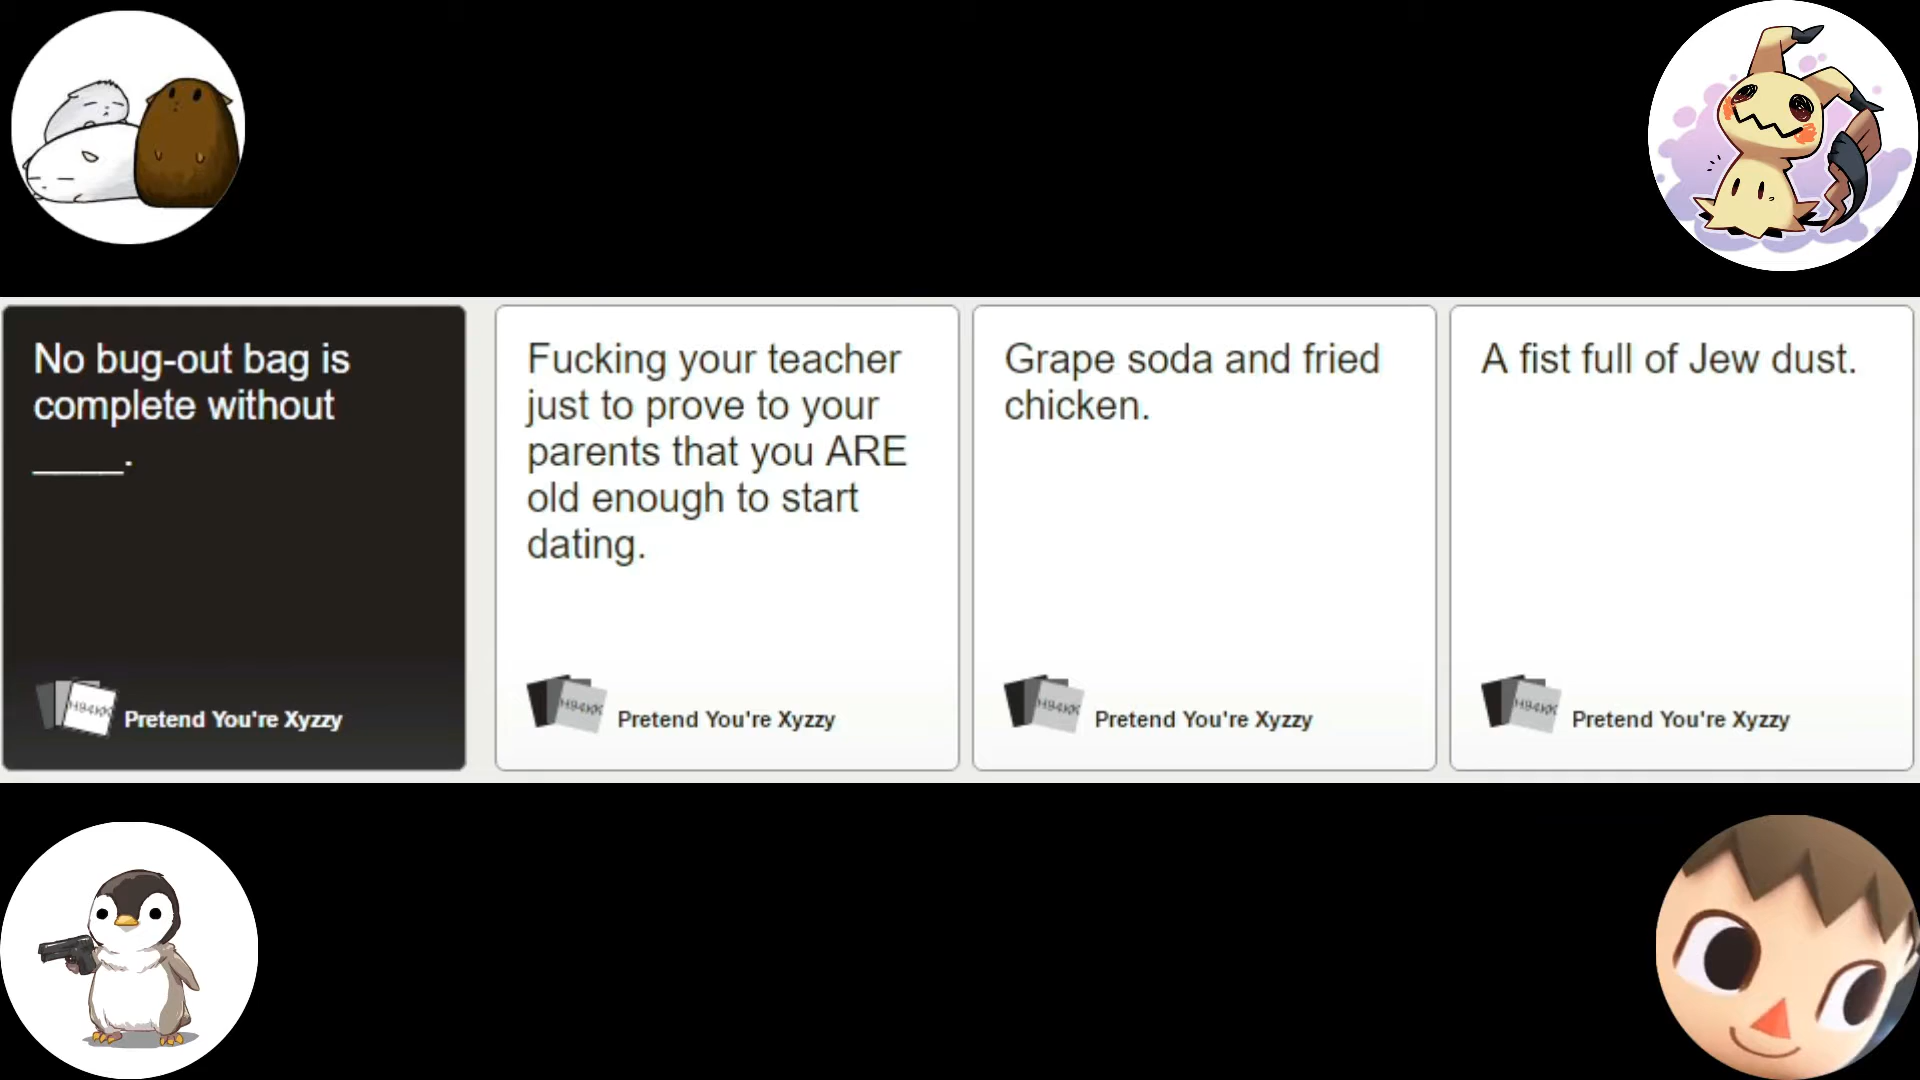 No bug-out bag is
complete without
____.
Pretend You're Xyzzy
Fucking your teacher
just to prove to your
parents that you ARE
old enough to start
dating.
Pretend You're Xyzzy
Grape soda and fried
chicken.
Pretend You're Xyzzy
A fist full of Jew dust.
Pretend You're Xyzzy